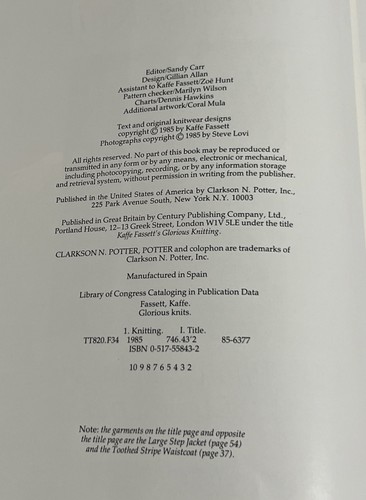 Editor/Sandy Carr
Design/Gillian Allan
Assistant to Kaffe Fassett/Zoë Hunt
Pattern checker/Marilyn Wilson
Charts/Dennis Hawkins
Additional artwork/Coral Mula
Text and original knitwear designs
copyright © 1985 by Kaffe Fassett
Photographs copyright © 1985 by Steve Lovi
All rights reserved. No part of this book may be reproduced or
transmitted in any form or by any means, electronic or mechanical,
including photocopying, recording, or by any information storage
and retrieval system, without permission in writing from the publisher.
Published in the United States of America by Clarkson N. Potter, Inc.,
225 Park Avenue South, New York N.Y. 10003
Published in Great Britain by Century Publishing Company, Ltd.,
Portland House, 12–13 Greek Street, London W1V 5LE under the title
Kaffe Fassett's Glorious Knitting.
CLARKSON N. POTTER, POTTER and colophon are trademarks of
Clarkson N. Potter, Inc.
Manufactured in Spain
Library of Congress Cataloging in Publication Data
Fassett, Kaffe.
Glorious knits.
1. Knitting. I. Title.
TT820.F34 1985 746.43'2 85-6377
ISBN 0-517-55843-2
10 9 8 7 6 5 4 3 2
Note: the garments on the title page and opposite
the title page are the Large Step Jacket (page 54)
and the Toothed Stripe Waistcoat (page 37).